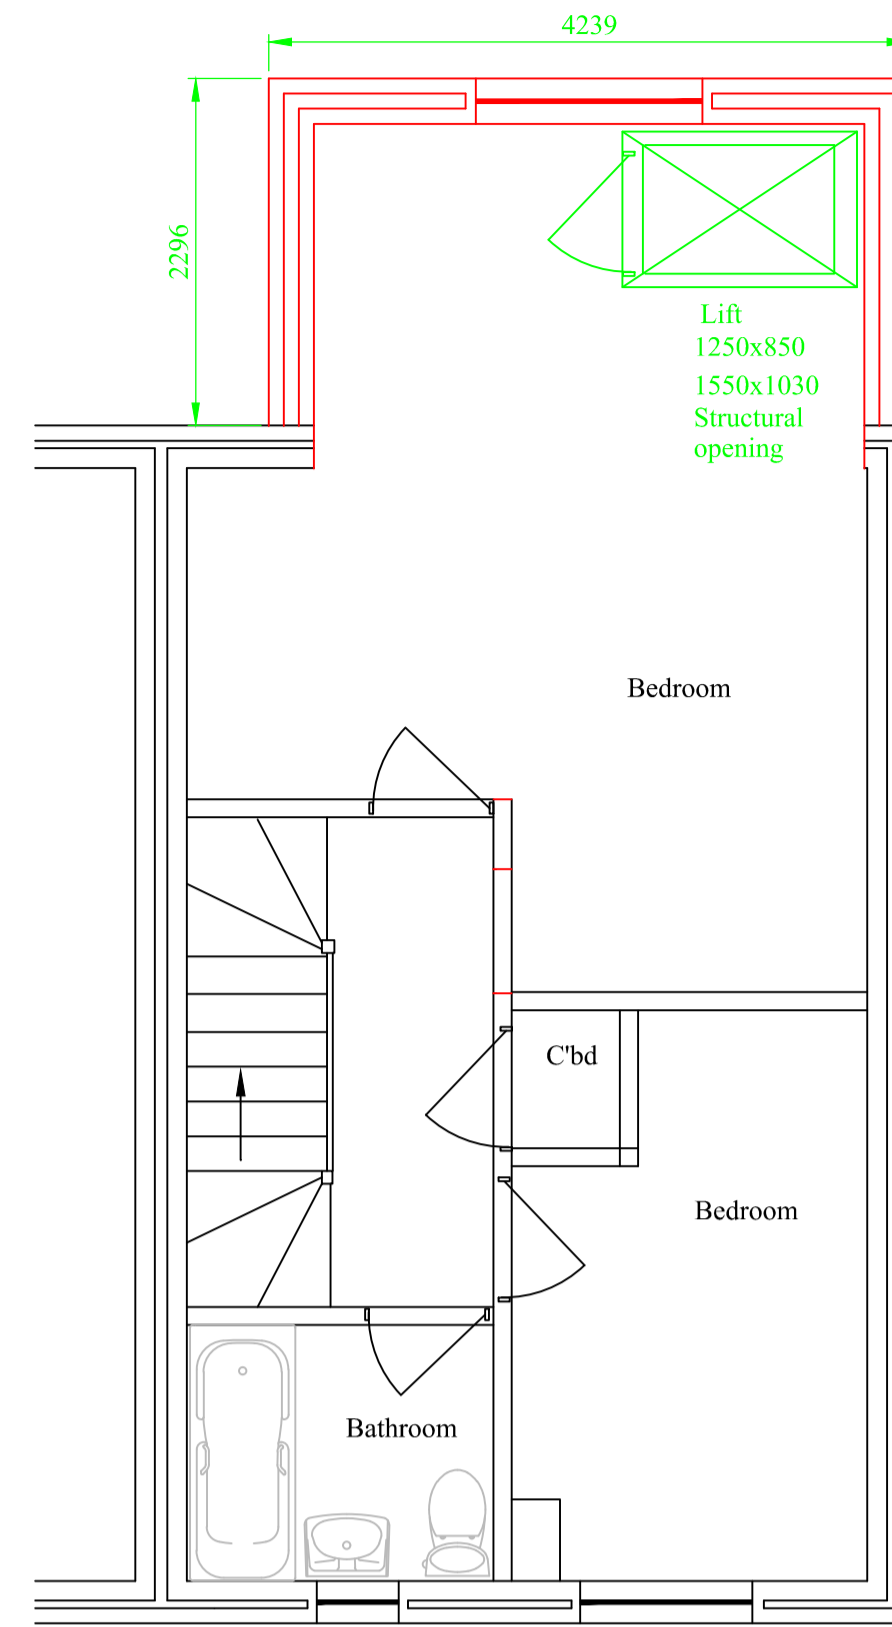 4239
2296
Lift
1250x850
1550x1030
Structural
opening
Bedroom
C'bd
Bedroom
Bathroom